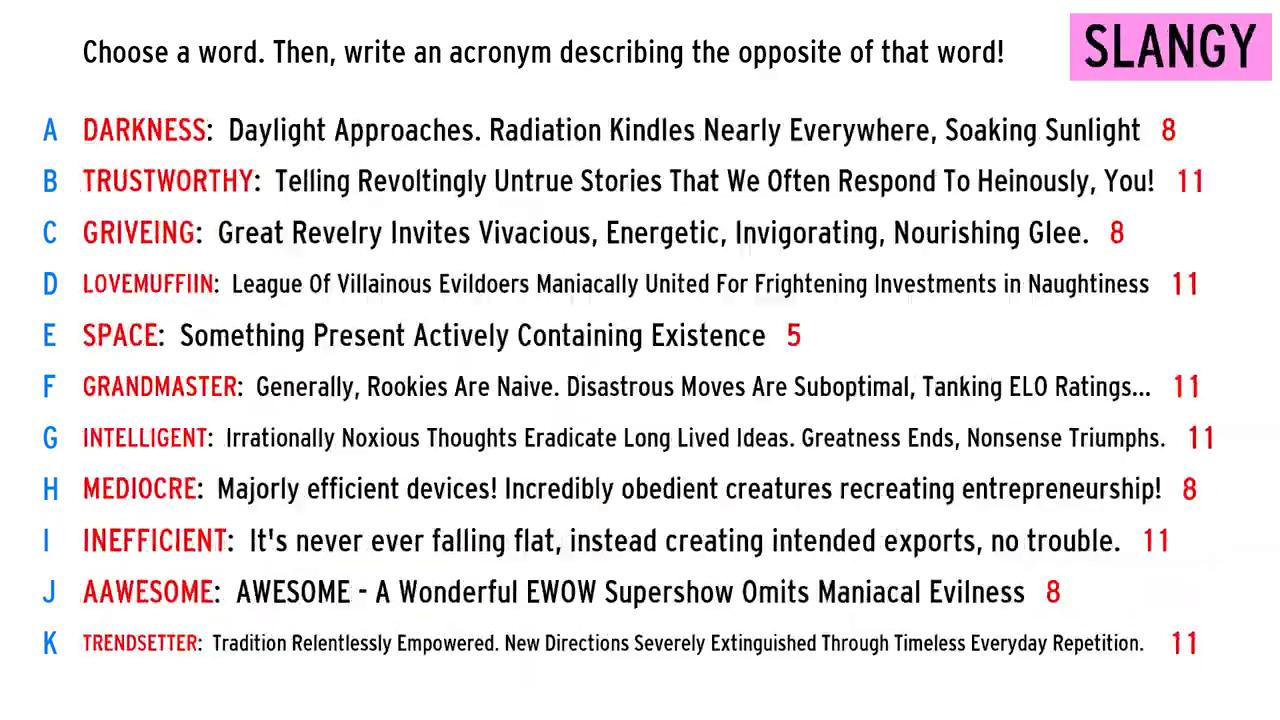 Choose a word. Then, write an acronym describing the opposite of that word!
SLANGY
A DARKNESS: Daylight Approaches. Radiation Kindles Nearly Everywhere, Soaking Sunlight 8
B TRUSTWORTHY: Telling Revoltingly Untrue Stories That We Often Respond To Heinously, You! 11
C GRIVEING: Great Revelry Invites Vivacious, Energetic, Invigorating, Nourishing Glee. 8
D LOVEMUFFIIN: League Of Villainous Evildoers Maniacally United For Frightening Investments in Naughtiness 11
E SPACE: Something Present Actively Containing Existence 5
F GRANDMASTER: Generally, Rookies Are Naive. Disastrous Moves Are Suboptimal, Tanking ELO Ratings... 11
G INTELLIGENT: Irrationally Noxious Thoughts Eradicate Long Lived Ideas. Greatness Ends, Nonsense Triumphs. 11
H MEDIOCRE: Majorly efficient devices! Incredibly obedient creatures recreating entrepreneurship! 8
I INEFFICIENT: It's never ever falling flat, instead creating intended exports, no trouble. 11
J AAWESOME: AWESOME - A Wonderful EWOW Supershow Omits Maniacal Evilness 8
K TRENDSETTER: Tradition Relentlessly Empowered. New Directions Severely Extinguished Through Timeless Everyday Repetition. 11